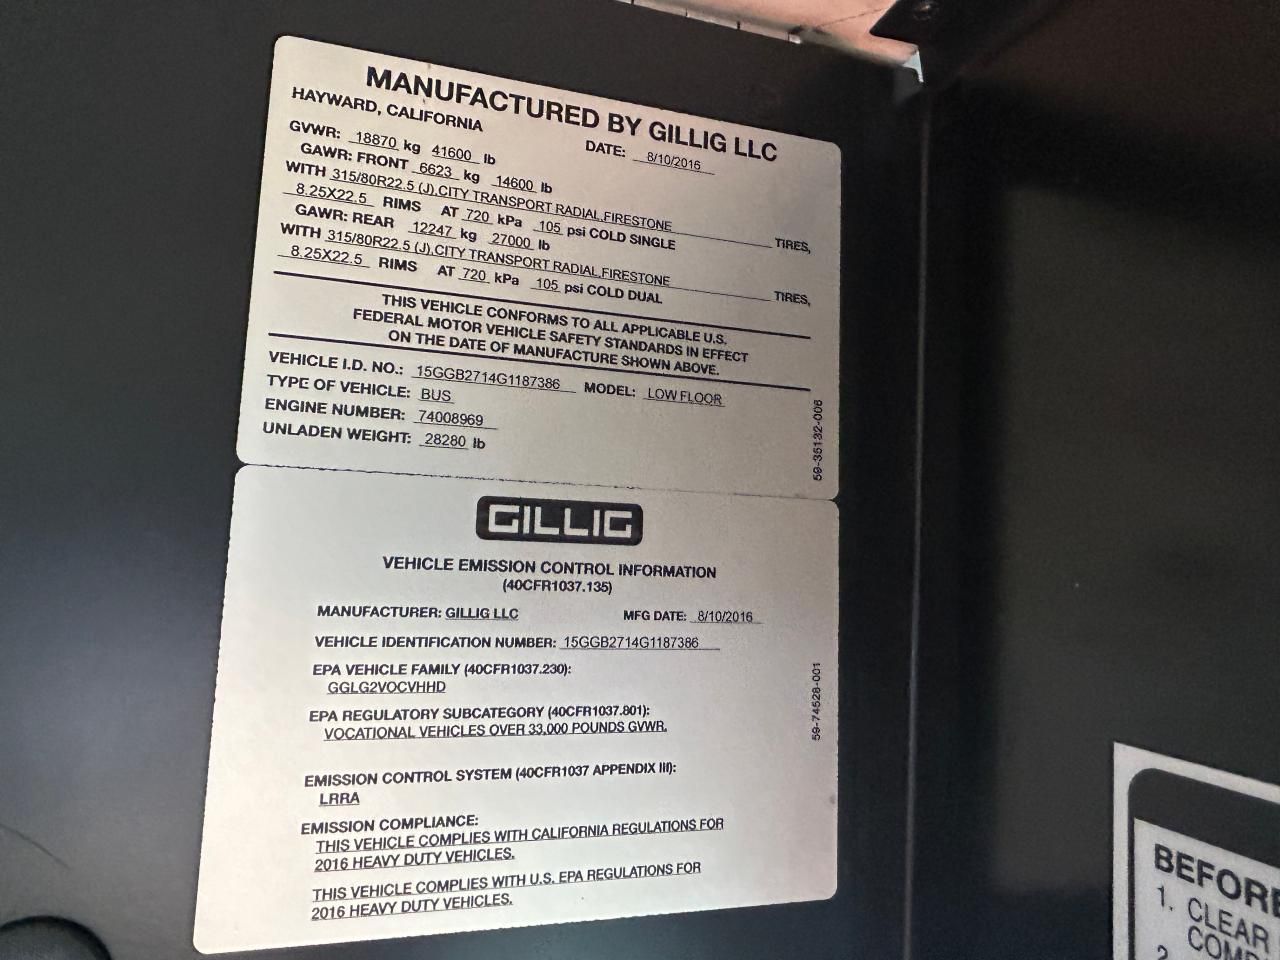 MANUFACTURED BY GILLIG LLC
HAYWARD, CALIFORNIA
DATE: 8/10/2016
GVWR: 18870 kg 41600 lb
GAWR: FRONT 6623 kg 14600 lb
WITH 315/80R22.5 (J),CITY TRANSPORT RADIAL,FIRESTONE TIRES,
8.25X22.5 RIMS AT 720 kPa 105 psi COLD SINGLE
GAWR: REAR 12247 kg 27000 lb
WITH 315/80R22.5 (J),CITY TRANSPORT RADIAL,FIRESTONE TIRES,
8.25X22.5 RIMS AT 720 kPa 105 psi COLD DUAL
THIS VEHICLE CONFORMS TO ALL APPLICABLE U.S.
FEDERAL MOTOR VEHICLE SAFETY STANDARDS IN EFFECT
ON THE DATE OF MANUFACTURE SHOWN ABOVE.
VEHICLE I.D. NO.: 15GGB2714G1187386 MODEL: LOW FLOOR
TYPE OF VEHICLE: BUS
ENGINE NUMBER: 74008969
UNLADEN WEIGHT: 28280 lb
59-35132-006
GILLIG
VEHICLE EMISSION CONTROL INFORMATION
(40CFR1037.135)
MANUFACTURER: GILLIG LLC MFG DATE: 8/10/2016
VEHICLE IDENTIFICATION NUMBER: 15GGB2714G1187386
EPA VEHICLE FAMILY (40CFR1037.230):
GGLG2VOCVHHD
EPA REGULATORY SUBCATEGORY (40CFR1037.801):
VOCATIONAL VEHICLES OVER 33,000 POUNDS GVWR.
EMISSION CONTROL SYSTEM (40CFR1037 APPENDIX III):
LRRA
EMISSION COMPLIANCE:
THIS VEHICLE COMPLIES WITH CALIFORNIA REGULATIONS FOR
2016 HEAVY DUTY VEHICLES.
THIS VEHICLE COMPLIES WITH U.S. EPA REGULATIONS FOR
2016 HEAVY DUTY VEHICLES.
59-74528-001
BEFORE
1. CLEAR
2.